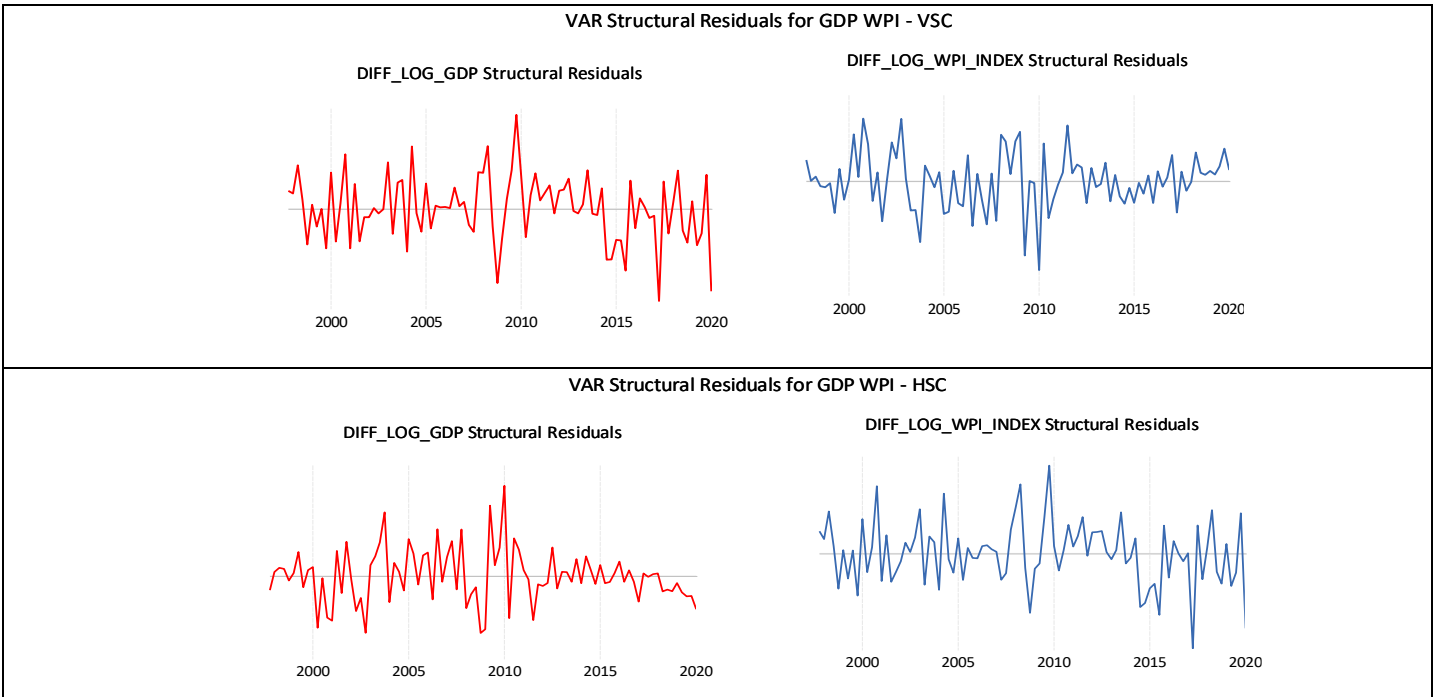 VAR Structural Residuals for GDP WPI - VSC
DIFF_LOG_GDP Structural Residuals
DIFF_LOG_WPI_INDEX Structural Residuals
2000 2005 2010 2015 2020
2000 2005 2010 2015 2020
VAR Structural Residuals for GDP WPI - HSC
DIFF_LOG_GDP Structural Residuals
DIFF_LOG_WPI_INDEX Structural Residuals
2000 2005 2010 2015 2020
2000 2005 2010 2015 2020